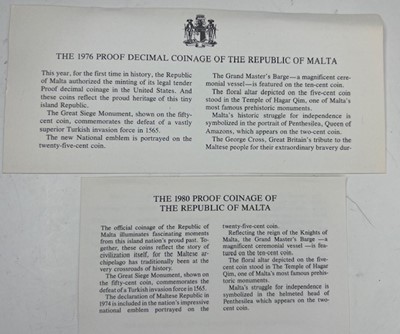 THE 1976 PROOF DECIMAL COINAGE OF THE REPUBLIC OF MALTA
This year, for the first time in history, the Republic
of Malta authorized the minting of its legal tender
Proof decimal coinage in the United States. And
these coins reflect the proud heritage of this tiny
island Republic.
The Great Siege Monument, shown on the fifty-
cent coin, commemorates the defeat of a vastly
superior Turkish invasion force in 1565.
The new National emblem is portrayed on the
twenty-five-cent coin.
The Grand Master's Barge—a magnificent cere-
monial vessel—is featured on the ten-cent coin.
The floral altar depicted on the five-cent coin
stood in the Temple of Hagar Qim, one of Malta's
most famous prehistoric monuments.
Malta's historic struggle for independence is
symbolized in the portrait of Penthesilea, Queen of
Amazons, which appears on the two-cent coin.
The George Cross, Great Britain's tribute to the
Maltese people for their extraordinary bravery dur-
THE 1980 PROOF COINAGE OF
THE REPUBLIC OF MALTA
The official coinage of the Republic of
Malta illuminates fascinating moments
from this island nation's proud past. To-
gether, these coins reflect the story of
civilization itself, for the Maltese ar-
chipelago has traditionally been at the
very crossroads of history.
The Great Siege Monument, shown on
the fifty-cent coin, commemorates the
defeat of a Turkish invasion force in 1565.
The declaration of Maltese Republic in
1974 is included in the nation's impressive
national emblem portrayed on the
twenty-five-cent coin.
Reflecting the reign of the Knights of
Malta, the Grand Master's Barge —a
magnificent ceremonial vessel —is fea-
tured on the ten-cent coin.
The floral altar depicted on the five-
cent coin stood in The Temple of Hagar
Qim, one of Malta's most famous prehis-
toric monuments.
Malta's struggle for independence is
symbolized in the helmeted head of
Penthesilea which appears on the two-
cent coin.